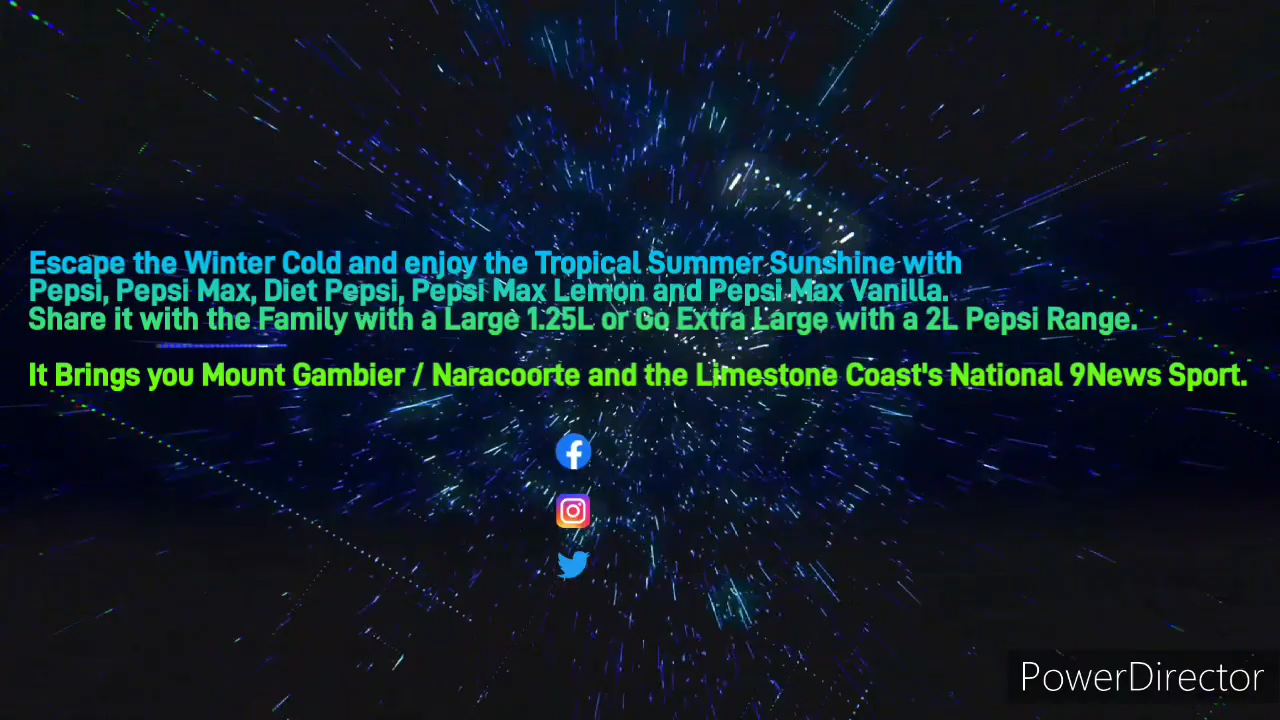 Escape the Winter Cold and enjoy the Tropical Summer Sunshine with
Pepsi, Pepsi Max, Diet Pepsi, Pepsi Max Lemon and Pepsi Max Vanilla.
Share it with the Family with a Large 1.25L or Go Extra Large with a 2L Pepsi Range.
It Brings you Mount Gambier / Naracoorte and the Limestone Coast's National 9News Sport.
PowerDirector